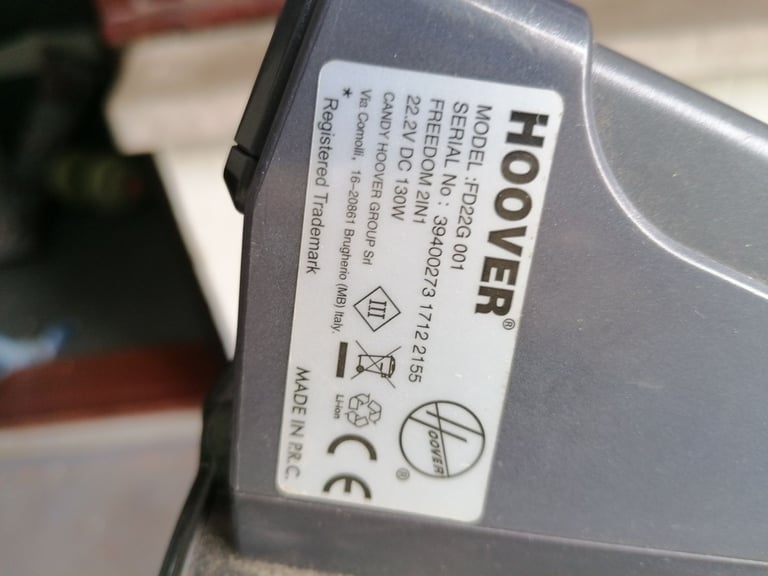 HOOVER®
MODEL :FD22G 001
SERIAL No : 39400273 1712 2155
FREEDOM 2IN1
22.2V DC 130W
CANDY HOOVER GROUP Srl
Via Comolli, 16-20861 Brugherio (MB) Italy.
* Registered Trademark
III
HOOVER
®
Li-ion
CE
MADE IN P.R.C.